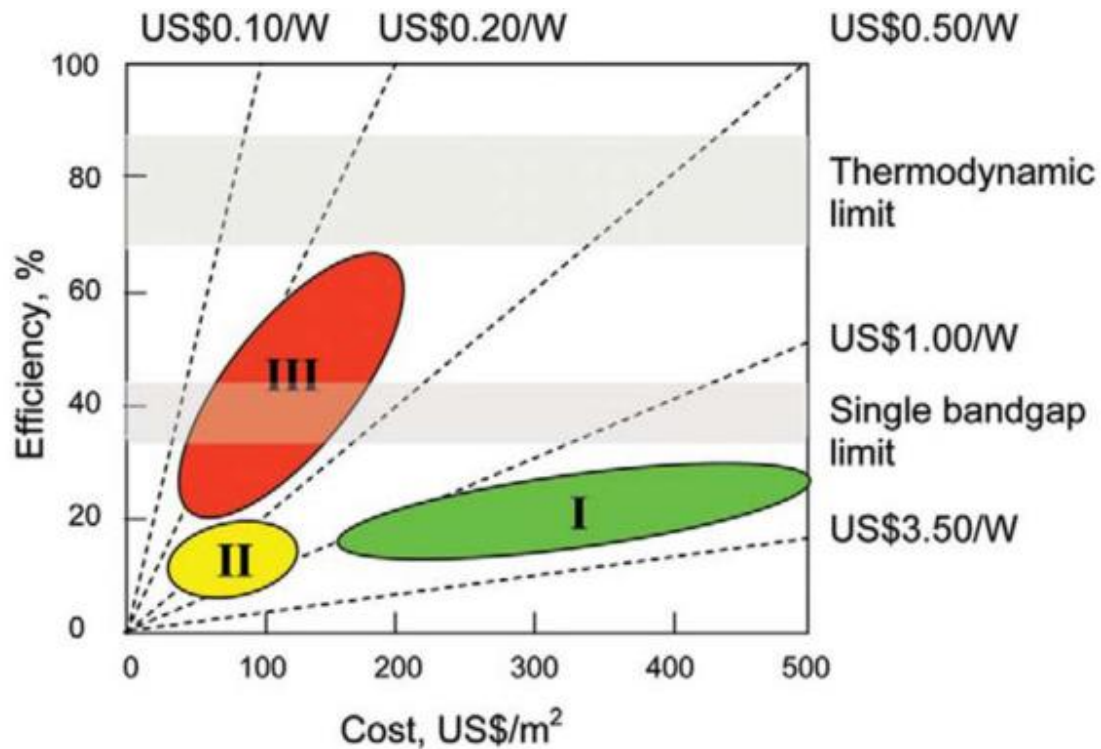 US$0.10/W US$0.20/W US$0.50/W
100
80
Thermodynamic
limit
60
III
US$1.00/W
40
Single bandgap
limit
20
I
US$3.50/W
II
0
0 100 200 300 400 500
Efficiency, %
Cost, US$/m²